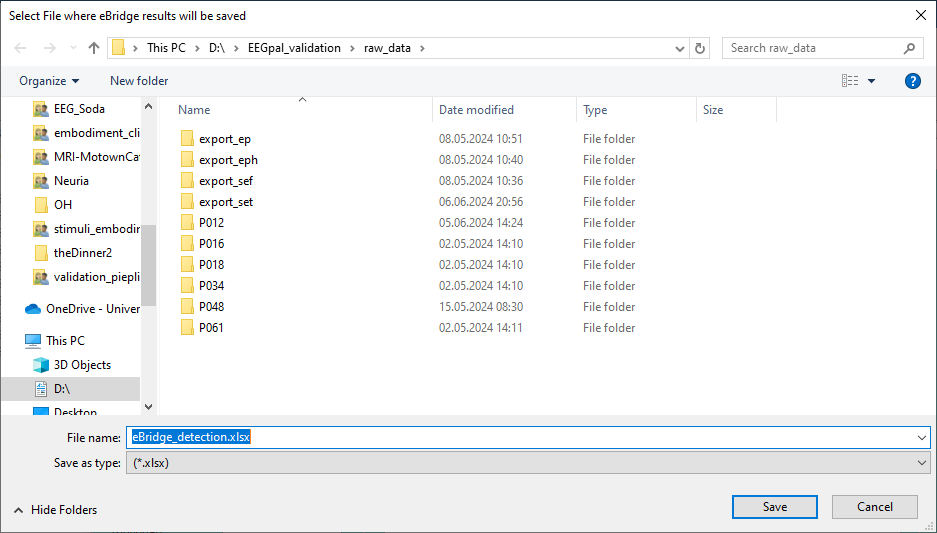 Select File where eBridge results will be saved
This PC > D:\ > EEGpal_validation > raw_data >
Search raw_data
Organize
New folder
?
EEG_Soda
embodiment_cli
MRI-MotownCa
Neuria
OH
stimuli_embodir
theDinner2
validation_piepli
OneDrive - Univer
This PC
3D Objects
D:\
Desktop
Name Date modified Type Size
export_ep 08.05.2024 10:51 File folder
export_eph 08.05.2024 10:40 File folder
export_sef 08.05.2024 10:36 File folder
export_set 06.06.2024 20:56 File folder
P012 05.06.2024 14:24 File folder
P016 02.05.2024 14:10 File folder
P018 02.05.2024 14:10 File folder
P034 02.05.2024 14:10 File folder
P048 15.05.2024 08:30 File folder
P061 02.05.2024 14:11 File folder
File name: eBridge_detection.xlsx
Save as type: (*.xlsx)
Hide Folders
Save
Cancel